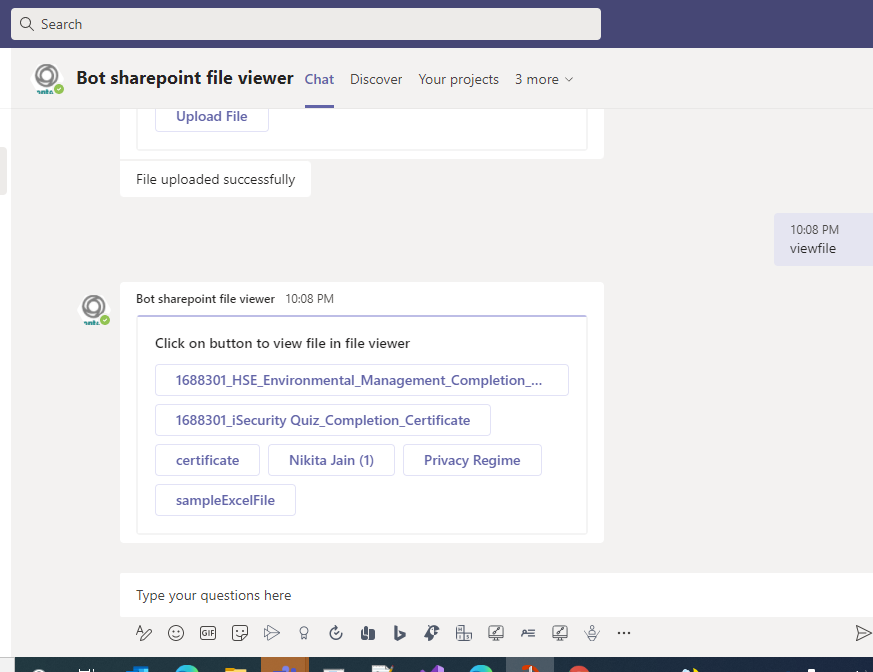 Search
Bot sharepoint file viewer Chat Discover Your projects 3 more
Upload File
File uploaded successfully
10:08 PM
viewfile
Bot sharepoint file viewer 10:08 PM
Click on button to view file in file viewer
1688301_HSE_Environmental_Management_Completion_...
1688301_iSecurity Quiz_Completion_Certificate
certificate Nikita Jain (1) Privacy Regime
sampleExcelFile
Type your questions here
GIF